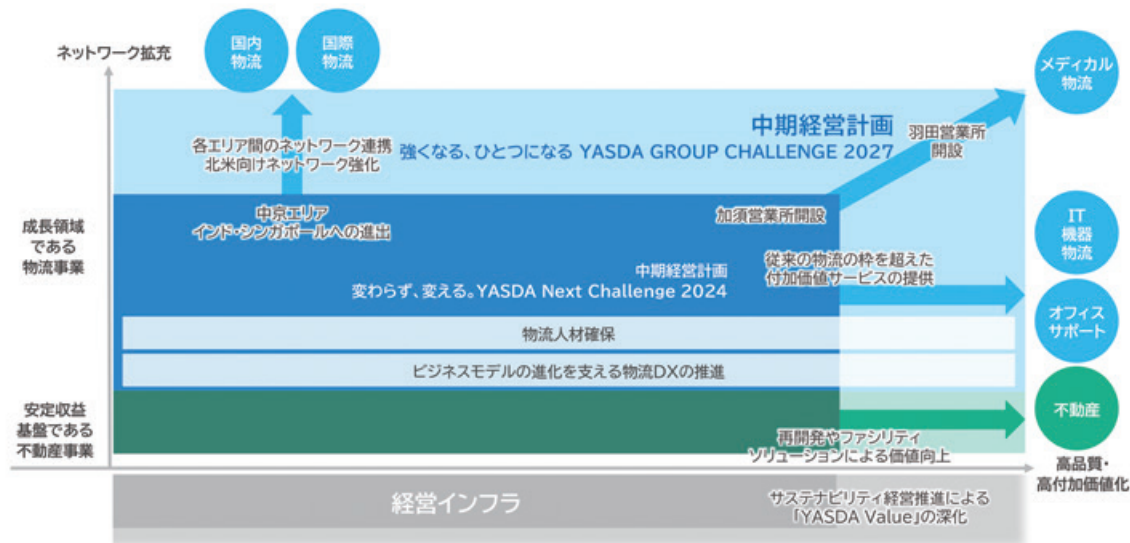 国内
物流
国際
物流
メディカル
物流
ネットワーク拡充
中期経営計画
強くなる、ひとつになる YASDA GROUP CHALLENGE 2027
羽田営業所
開設
各エリア間のネットワーク連携
北米向けネットワーク強化
中京エリア
インド・シンガポールへの進出
加須営業所開設
成長領域
である
物流事業
IT
機器
物流
従来の物流の枠を超えた
付加価値サービスの提供
中期経営計画
変わらず、変える。YASDA Next Challenge 2024
オフィス
サポート
物流人材確保
ビジネスモデルの進化を支える物流DXの推進
安定収益
基盤である
不動産事業
不動産
再開発やファシリティ
ソリューションによる価値向上
高品質・
高付加価値化
経営インフラ
サステナビリティ経営推進による
「YASDA Value」の深化